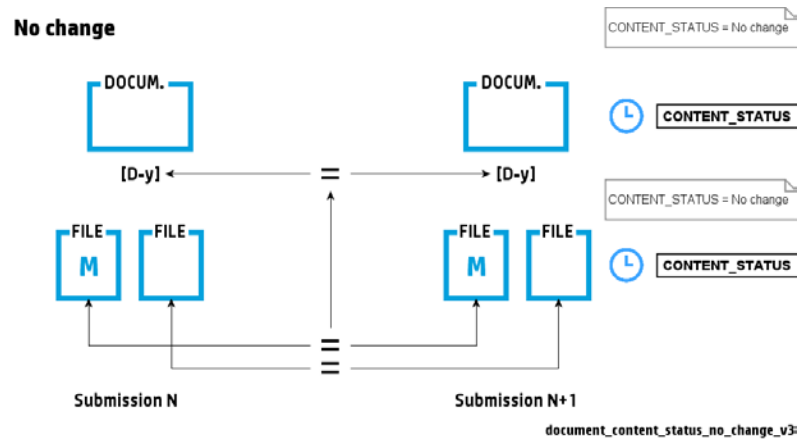 No change
CONTENT_STATUS = No change
DOCUM.
DOCUM.
CONTENT_STATUS
[D-y]
=
[D-y]
CONTENT_STATUS = No change
FILE
FILE
FILE
FILE
M
M
CONTENT_STATUS
=
=
Submission N
Submission N+1
document_content_status_no_change_v3